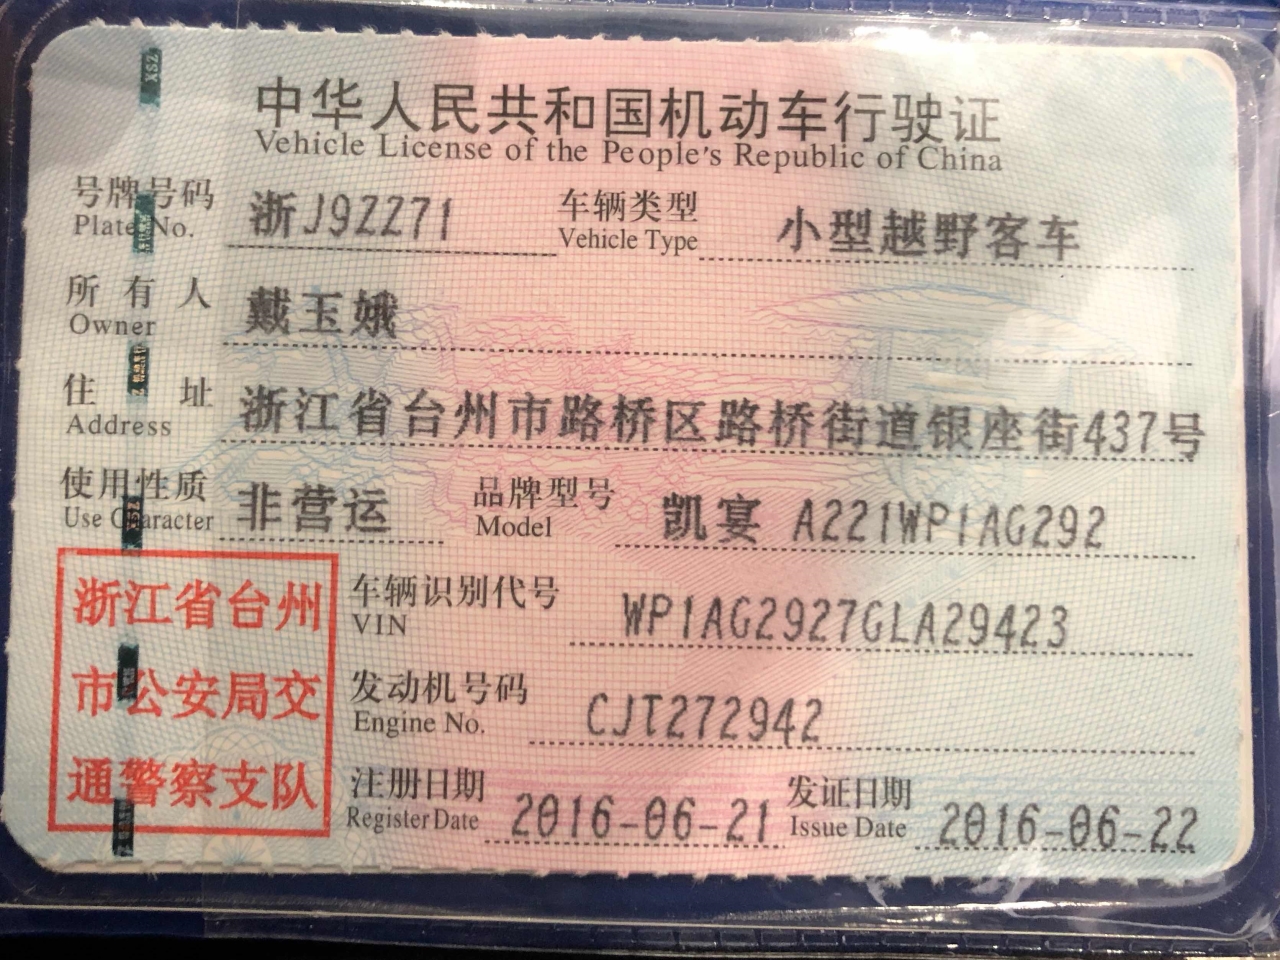 中华人民共和国机动车行驶证
Vehicle License of the People's Republic of China
号牌号码 浙J9ZZ71 车辆类型 小型越野客车
Plate No. Vehicle Type
所有人 戴玉娥
Owner
住址 浙江省台州市路桥区路桥街道银座街437号
Address
使用性质 非营运 品牌型号 凯宴 A221WP1AG292
Use Character Model
车辆识别代号 WP1AG2927GLA29423
VIN
发动机号码 CJT272942
Engine No.
注册日期 2016-06-21 发证日期 2016-06-22
Register Date Issue Date
浙江省台州
市公安局交
通警察支队
XSZ